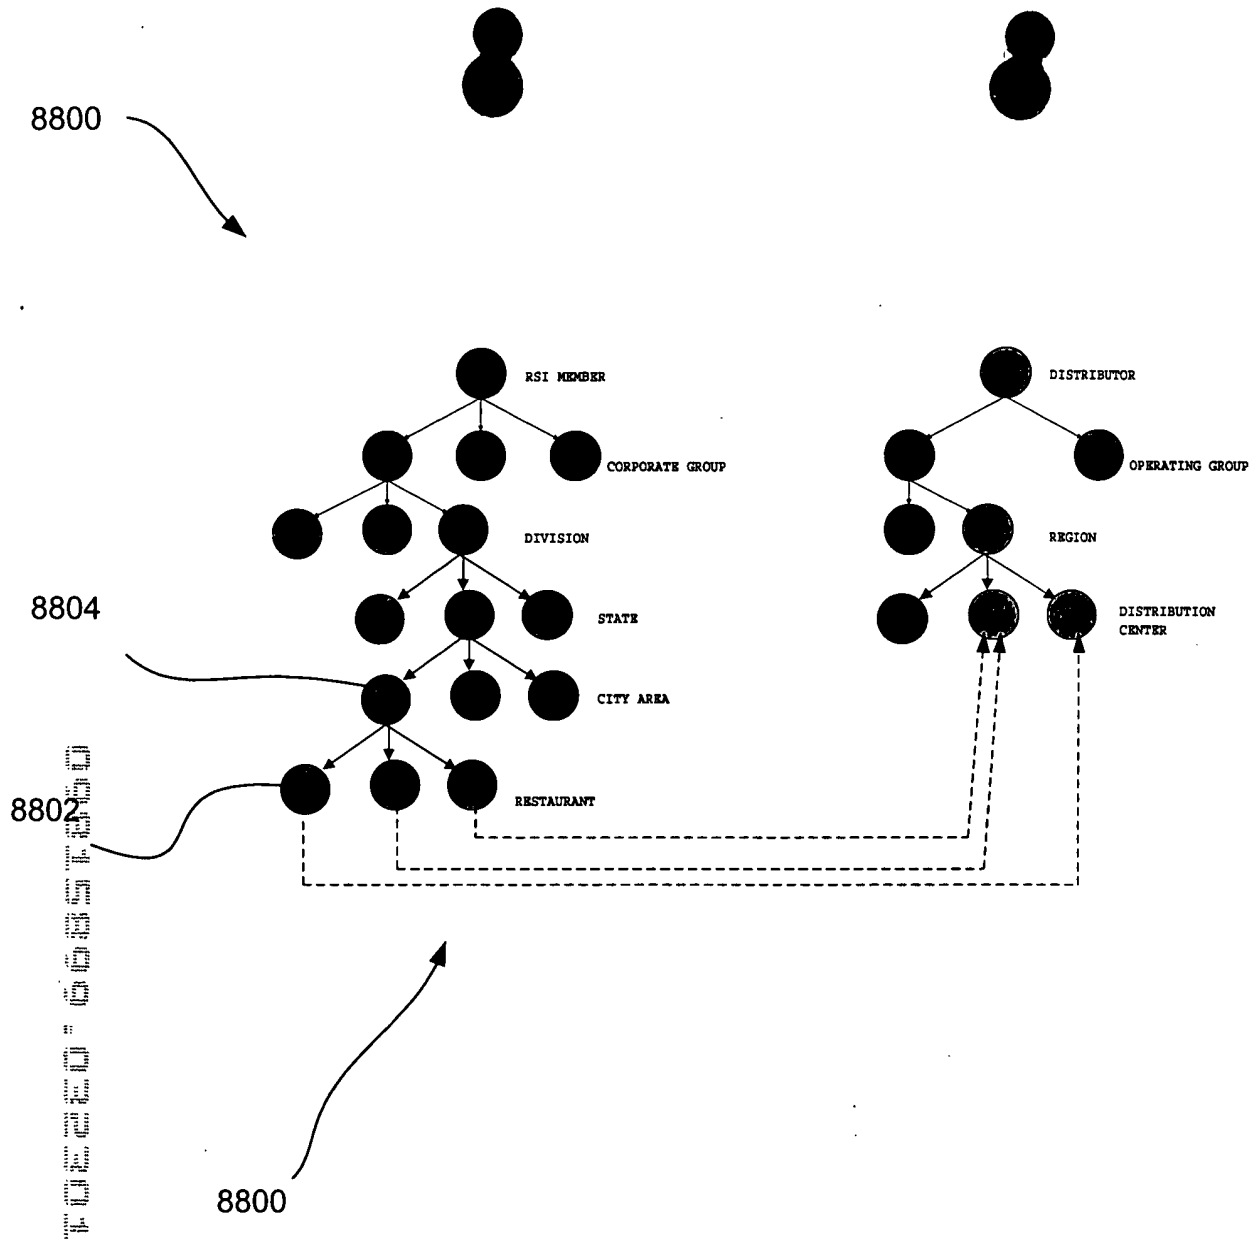 8800
RSI MEMBER
DISTRIBUTOR
CORPORATE GROUP
OPERATING GROUP
DIVISION
REGION
8804
STATE
DISTRIBUTION
CENTER
CITY AREA
8802
RESTAURANT
8800